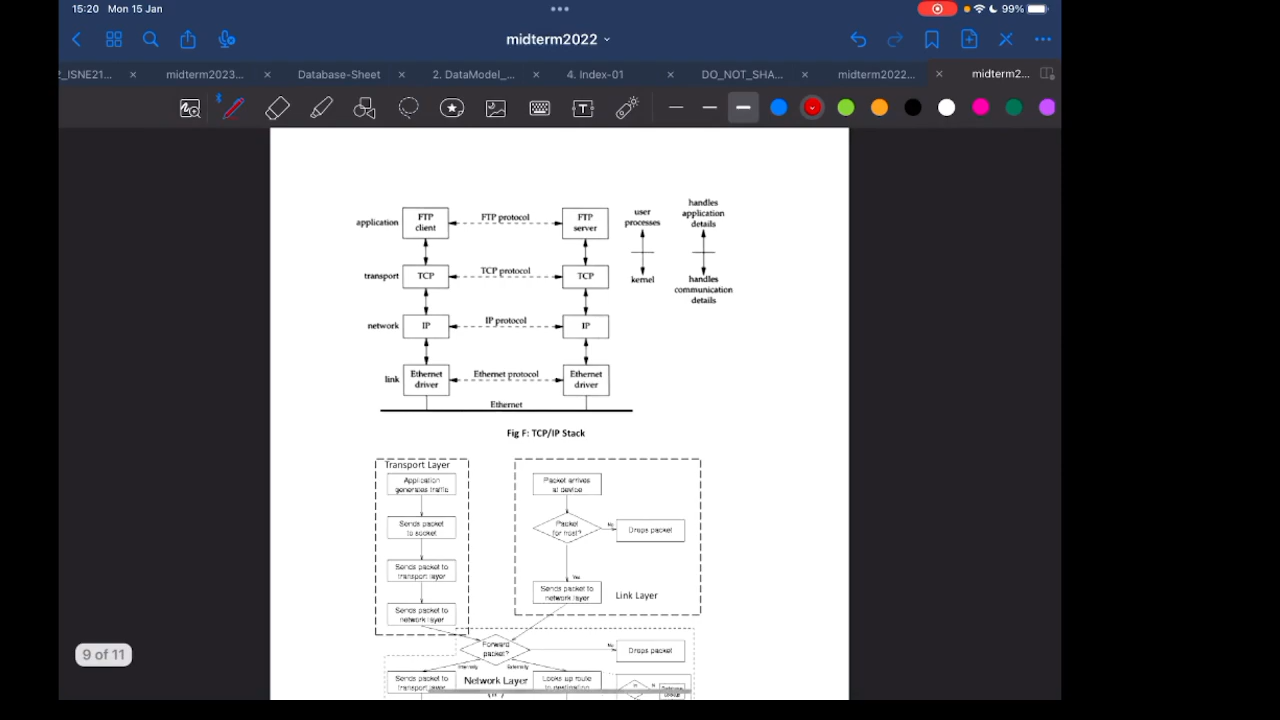 15:20 Mon 15 Jan
99%
midterm2022
2_ISNE21...
midterm2023...
Database-Sheet
2. DataModel_...
4. Index-01
DO_NOT_SHA...
midterm2022...
midterm2...
application
FTP
client
FTP protocol
FTP
server
user
processes
handles
application
details
transport
TCP
TCP protocol
TCP
kernel
handles
communication
details
network
IP
IP protocol
IP
link
Ethernet
driver
Ethernet protocol
Ethernet
driver
Ethernet
Fig F: TCP/IP Stack
Transport Layer
Application
generates traffic
Sends packet
to socket
Sends packet to
transport layer
Sends packet to
network layer
Packet arrives
at device
Packet
for host?
No
Drops packet
Yes
Sends packet to
network layer
Link Layer
Forward
packet?
No
Drops packet
Internally
Externally
Sends packet to
transport layer
Network Layer
Looks up route
to destination
9 of 11